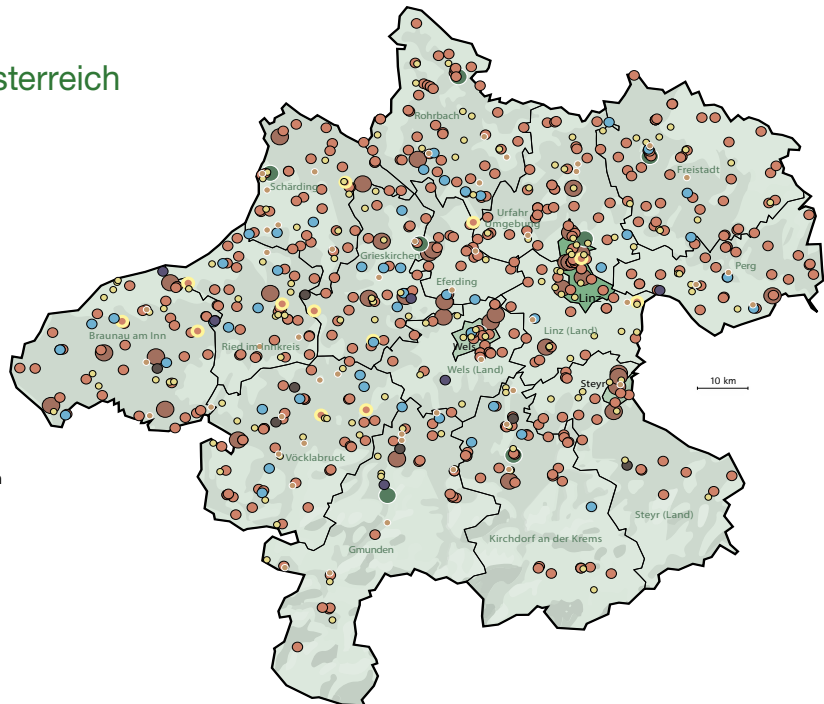 sterreich
Rohrbach
Freistadt
Schärding
Urfahr
Umgebung
Grieskirchen
Perg
Eferding
Linz
Braunau am Inn
Ried im Innkreis
Linz (Land)
Wels
Wels (Land)
Steyr
10 km
Vöcklabruck
Steyr (Land)
Gmunden
Kirchdorf an der Krems